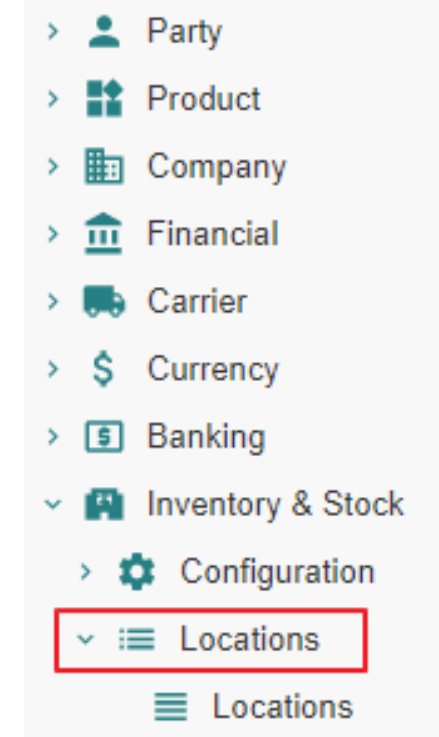 Party
Product
Company
Financial
Carrier
$ Currency
Banking
Inventory & Stock
Configuration
Locations
Locations